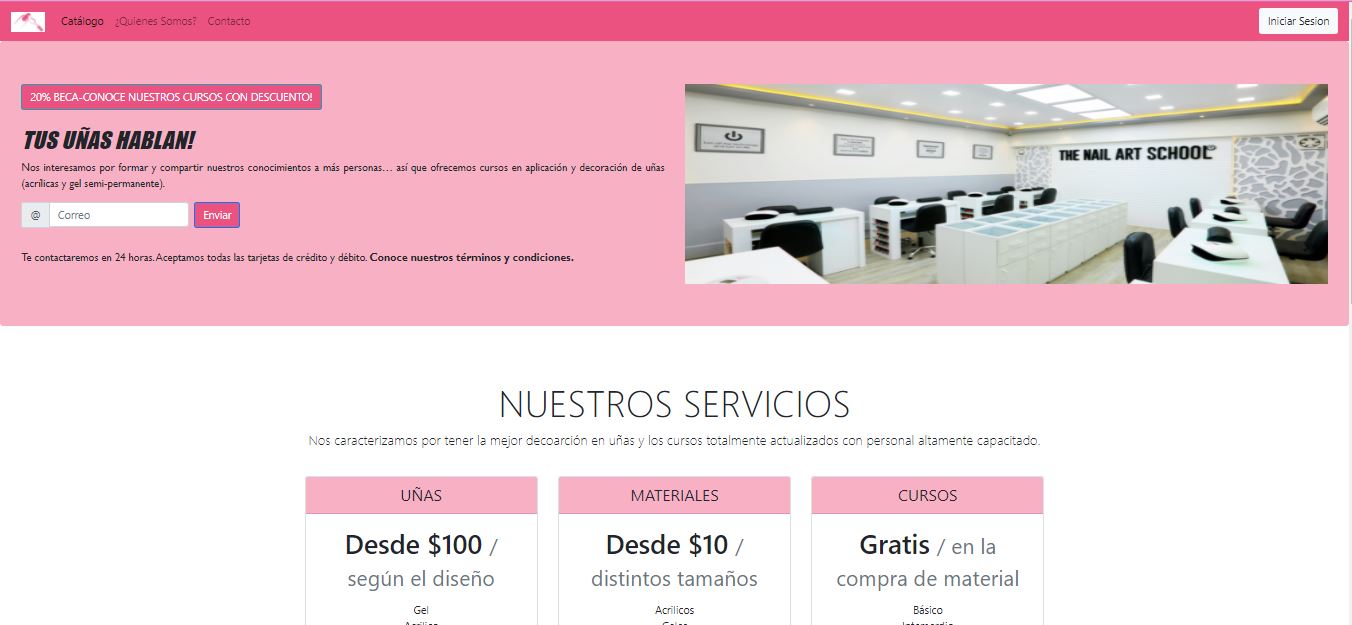 Catálogo ¿Quienes Somos? Contacto Iniciar Sesion
20% BECA-CONOCE NUESTROS CURSOS CON DESCUENTO!
TUS UÑAS HABLAN!
Nos interesamos por formar y compartir nuestros conocimientos a más personas… así que ofrecemos cursos en aplicación y decoración de uñas
(acrílicas y gel semi-permanente).
@ Correo Enviar
Te contactaremos en 24 horas. Aceptamos todas las tarjetas de crédito y débito. Conoce nuestros términos y condiciones.
THE NAIL ART SCHOOL
NUESTROS SERVICIOS
Nos caracterizamos por tener la mejor decoarción en uñas y los cursos totalmente actualizados con personal altamente capacitado.
UÑAS
Desde $100 /
según el diseño
Gel
MATERIALES
Desde $10 /
distintos tamaños
Acrilicos
CURSOS
Gratis / en la
compra de material
Básico